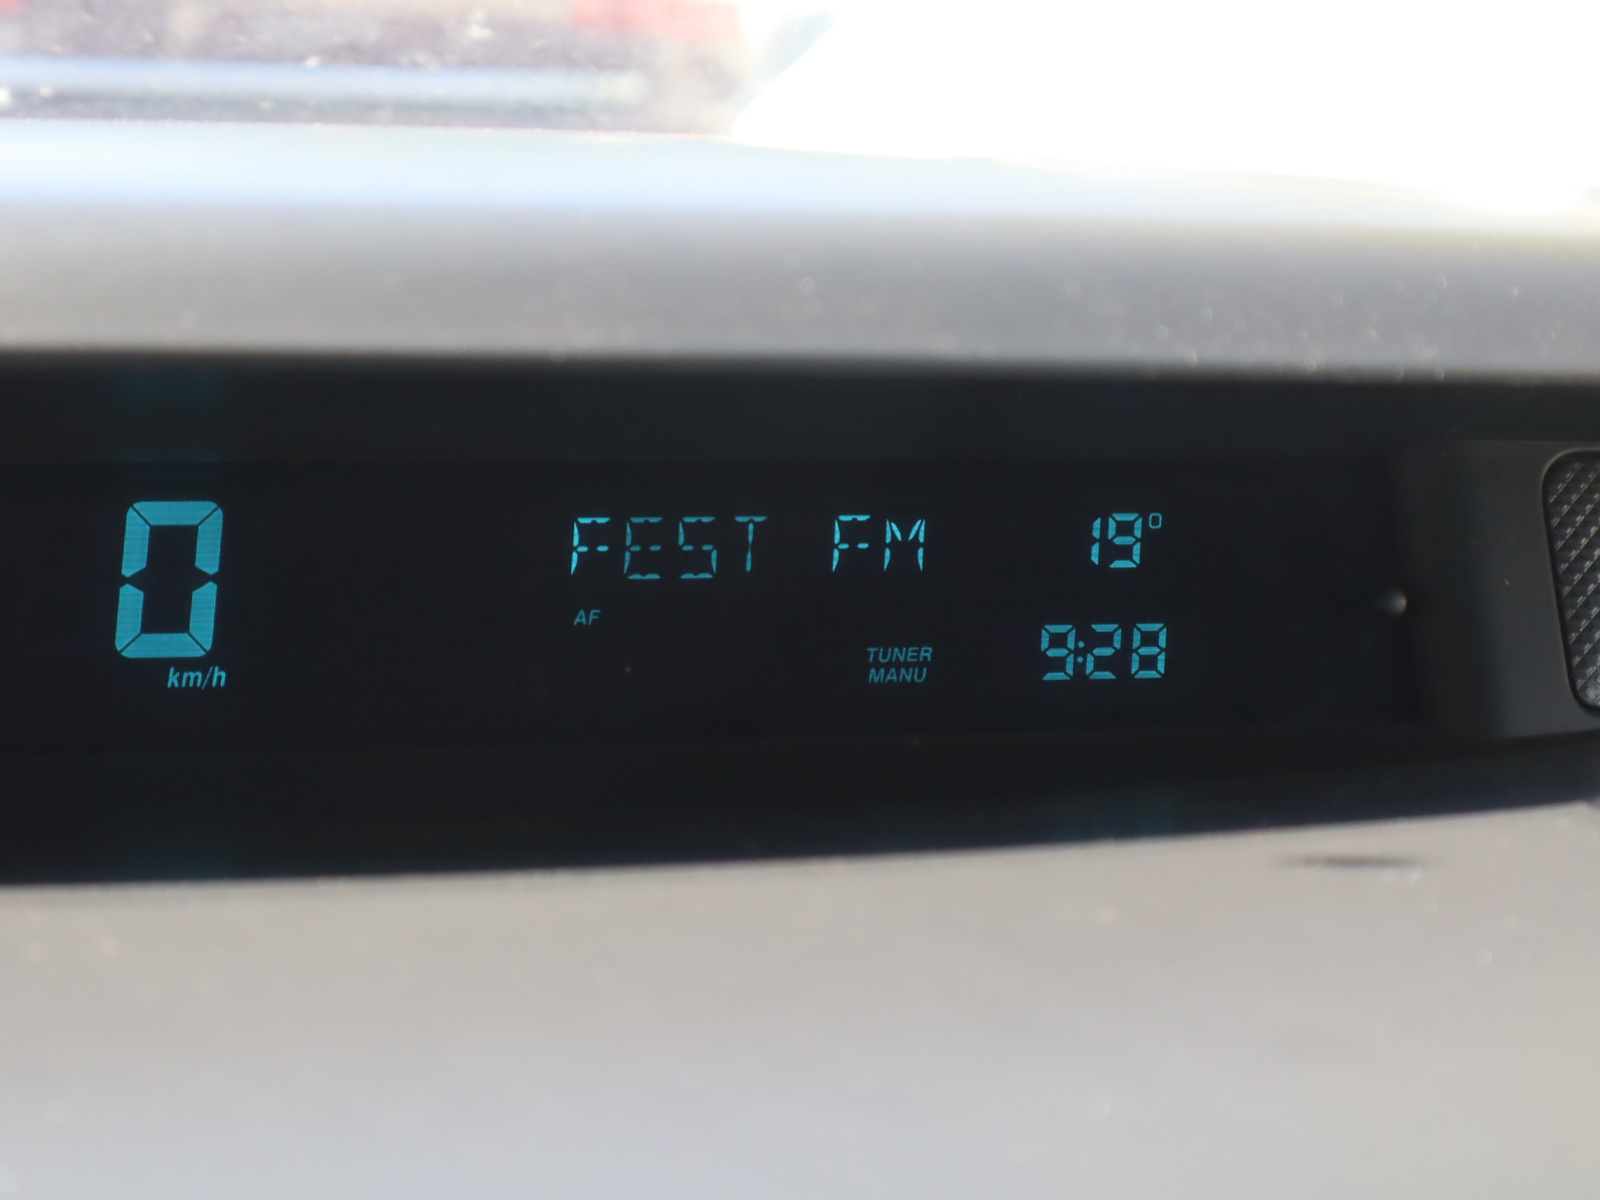 0
km/h
FEST FM
AF
TUNER
MANU
19°
9:28